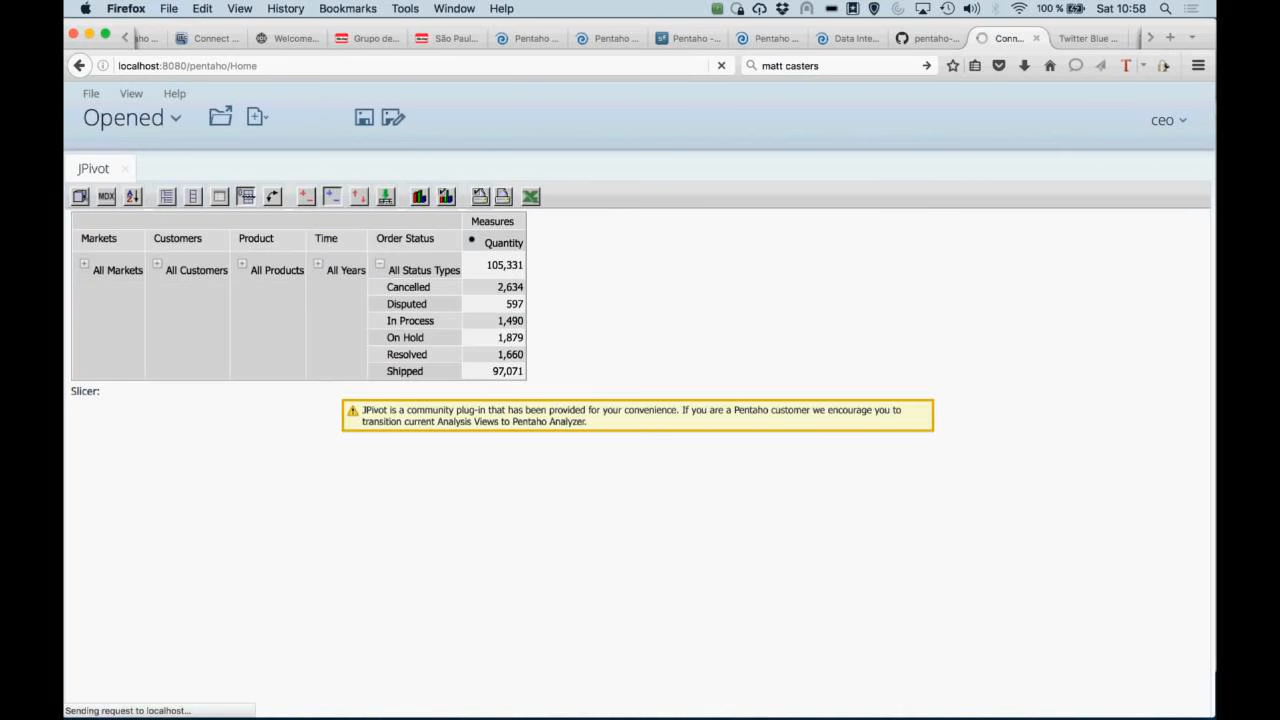 Firefox File Edit View History Bookmarks Tools Window Help 100 % Sat 10:58
ho ... Connect ... Welcome... Grupo de... São Paul... Pentaho ... Pentaho ... Pentaho -... Pentaho ... Data Inte... pentaho-... Conn... Twitter Blue ...
localhost:8080/pentaho/Home matt casters
File View Help
Opened ceo
JPivot
MDX
Measures
Markets Customers Product Time Order Status Quantity
All Markets All Customers All Products All Years All Status Types 105,331
Cancelled 2,634
Disputed 597
In Process 1,490
On Hold 1,879
Resolved 1,660
Shipped 97,071
Slicer:
JPivot is a community plug-in that has been provided for your convenience. If you are a Pentaho customer we encourage you to
transition current Analysis Views to Pentaho Analyzer.
Sending request to localhost...